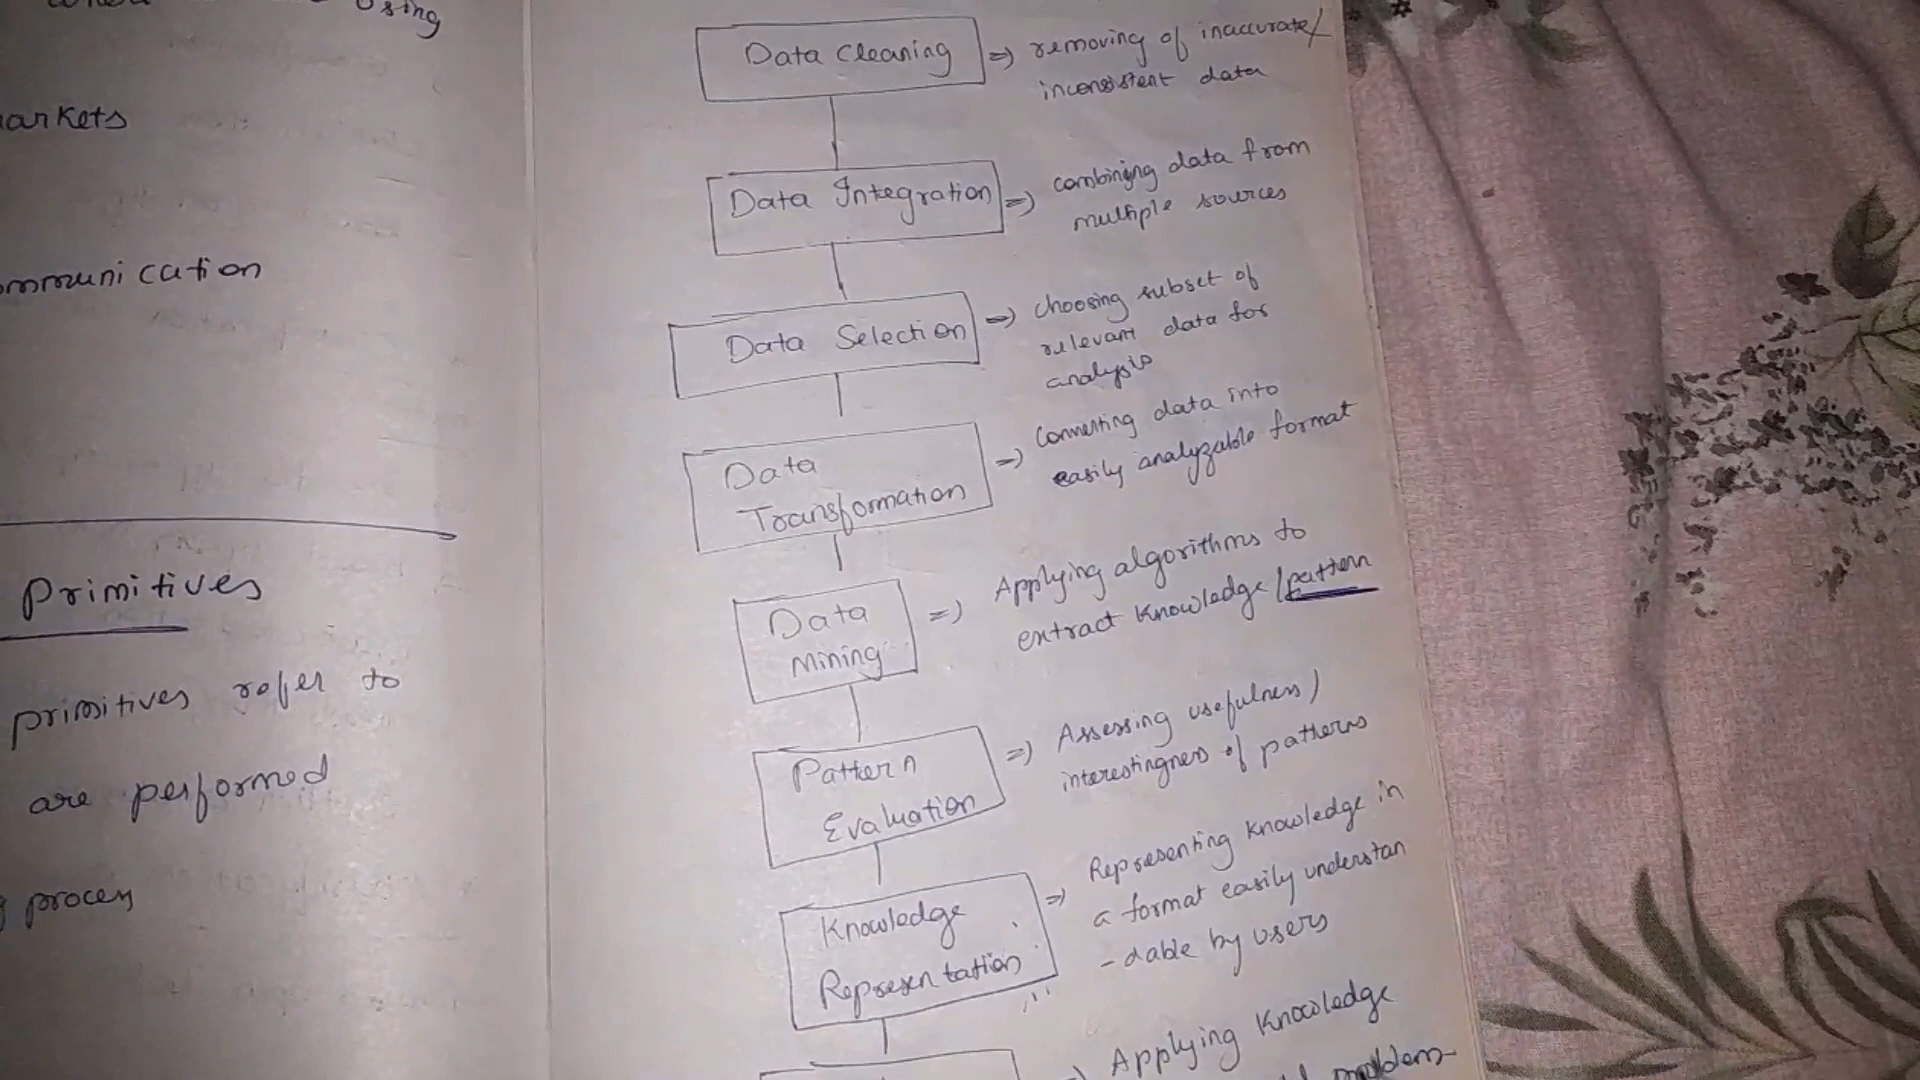 using
arkets
mmunication
Primitives
primitives refer to
are performed
process
Data Cleaning => removing of inaccurate/
inconsistent data
Data Integration => combining data from
multiple sources
Data Selection => choosing subset of
relevant data for
analysis
Data
Transformation => Converting data into
easily analyzable format
Data
Mining => Applying algorithms to
extract knowledge/pattern
Pattern
Evaluation => Assessing usefulness/
interestingness of patterns
Knowledge
Representation => Representing knowledge in
a format easily understan
-dable by users
Applying knowledge
problem